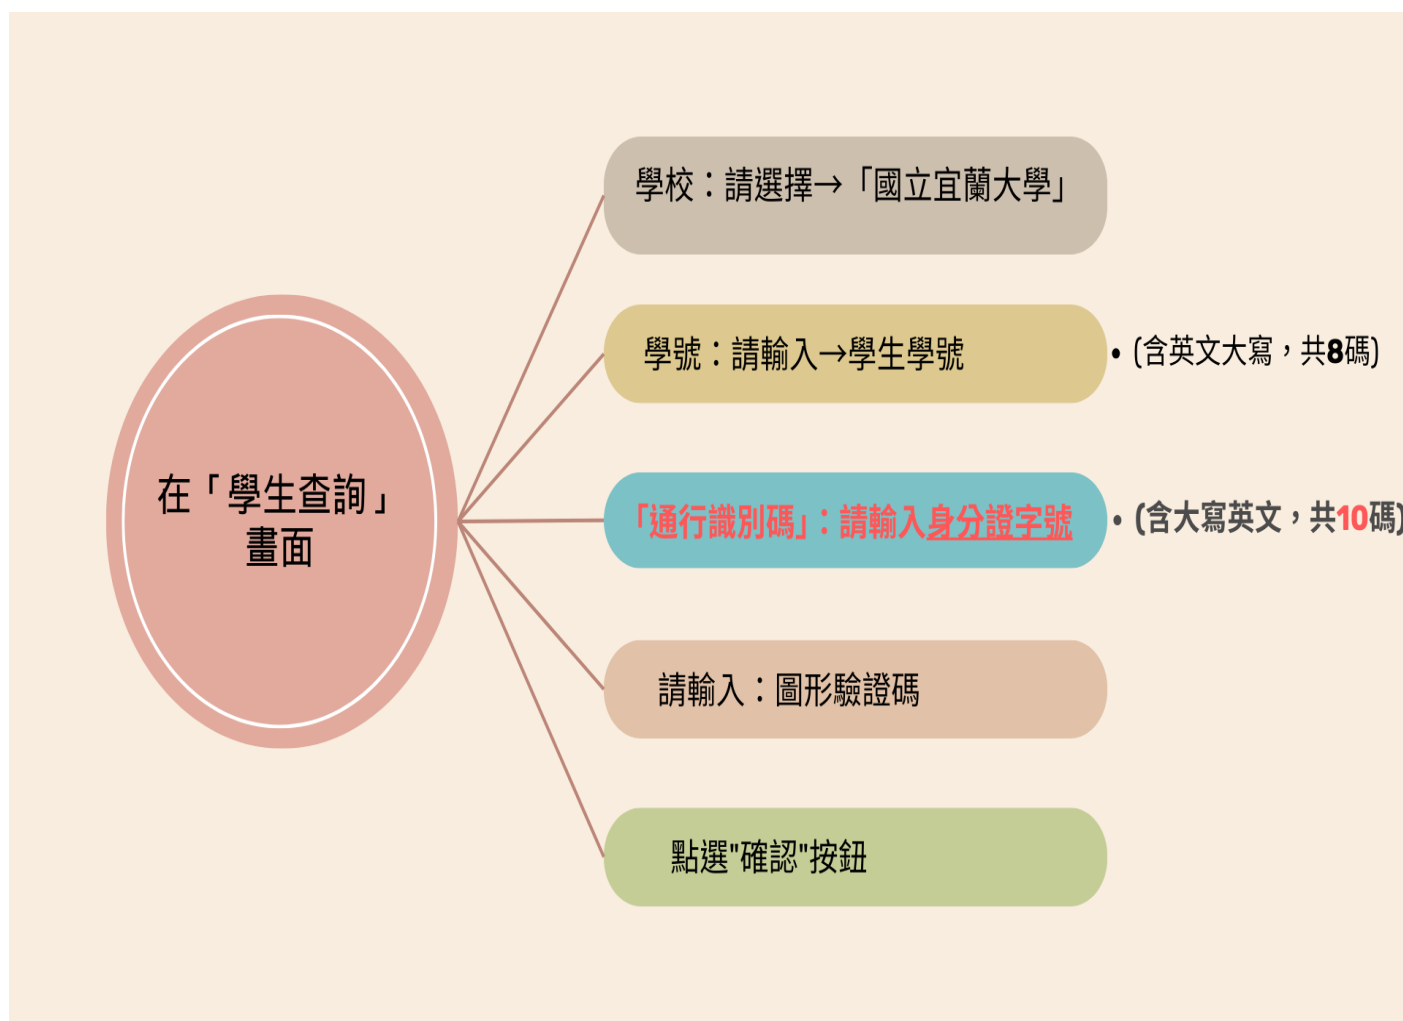 在「學生查詢」
畫面
學校：請選擇→「國立宜蘭大學」
學號：請輸入→學生學號
• (含英文大寫，共8碼)
「通行識別碼」：請輸入身分證字號
• (含大寫英文，共10碼)
請輸入：圖形驗證碼
點選"確認"按鈕